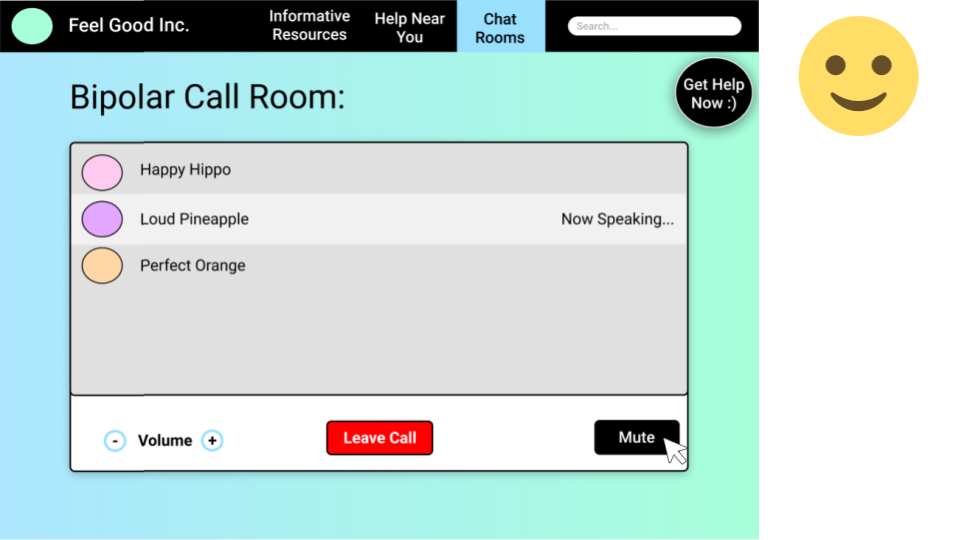 Feel Good Inc.
Informative
Resources
Help Near
You
Chat
Rooms
Search...
Get Help
Now :)
Bipolar Call Room:
Happy Hippo
Loud Pineapple
Now Speaking...
Perfect Orange
- Volume +
Leave Call
Mute